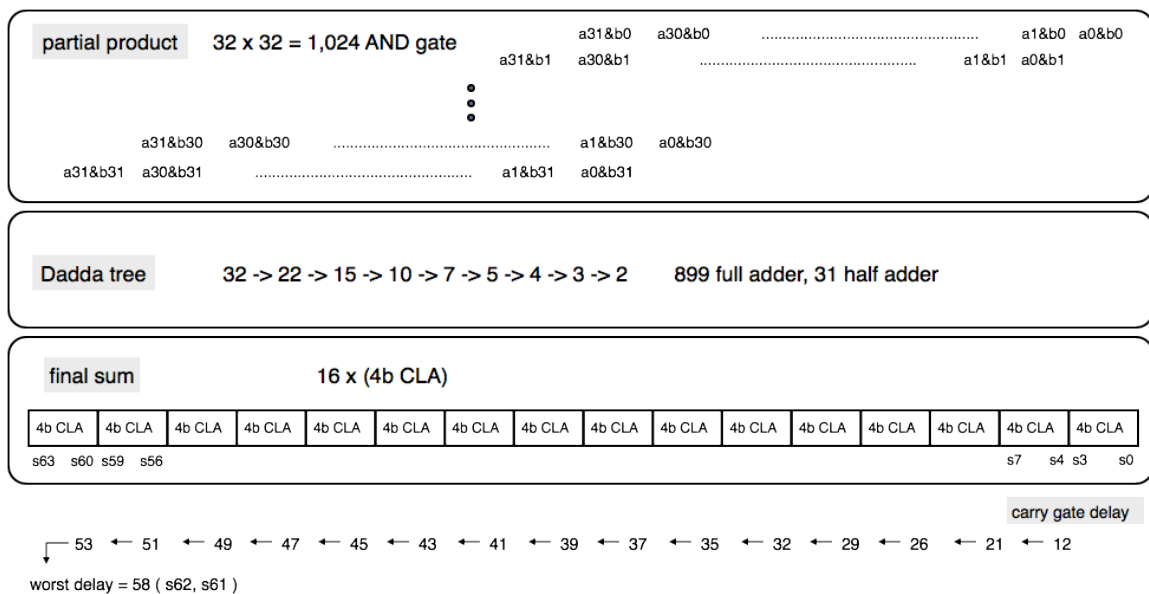 partial product 32 x 32 = 1,024 AND gate
a31&b0 a30&b0 ................................................. a1&b0 a0&b0
a31&b1 a30&b1 ................................................. a1&b1 a0&b1
a31&b30 a30&b30 ................................................. a1&b30 a0&b30
a31&b31 a30&b31 ................................................. a1&b31 a0&b31
Dadda tree 32 -> 22 -> 15 -> 10 -> 7 -> 5 -> 4 -> 3 -> 2 899 full adder, 31 half adder
final sum 16 x (4b CLA)
4b CLA 4b CLA 4b CLA 4b CLA 4b CLA 4b CLA 4b CLA 4b CLA 4b CLA 4b CLA 4b CLA 4b CLA 4b CLA 4b CLA 4b CLA 4b CLA
s63 s60 s59 s56 s7 s4 s3 s0
carry gate delay
53 ← 51 ← 49 ← 47 ← 45 ← 43 ← 41 ← 39 ← 37 ← 35 ← 32 ← 29 ← 26 ← 21 ← 12
worst delay = 58 ( s62, s61 )